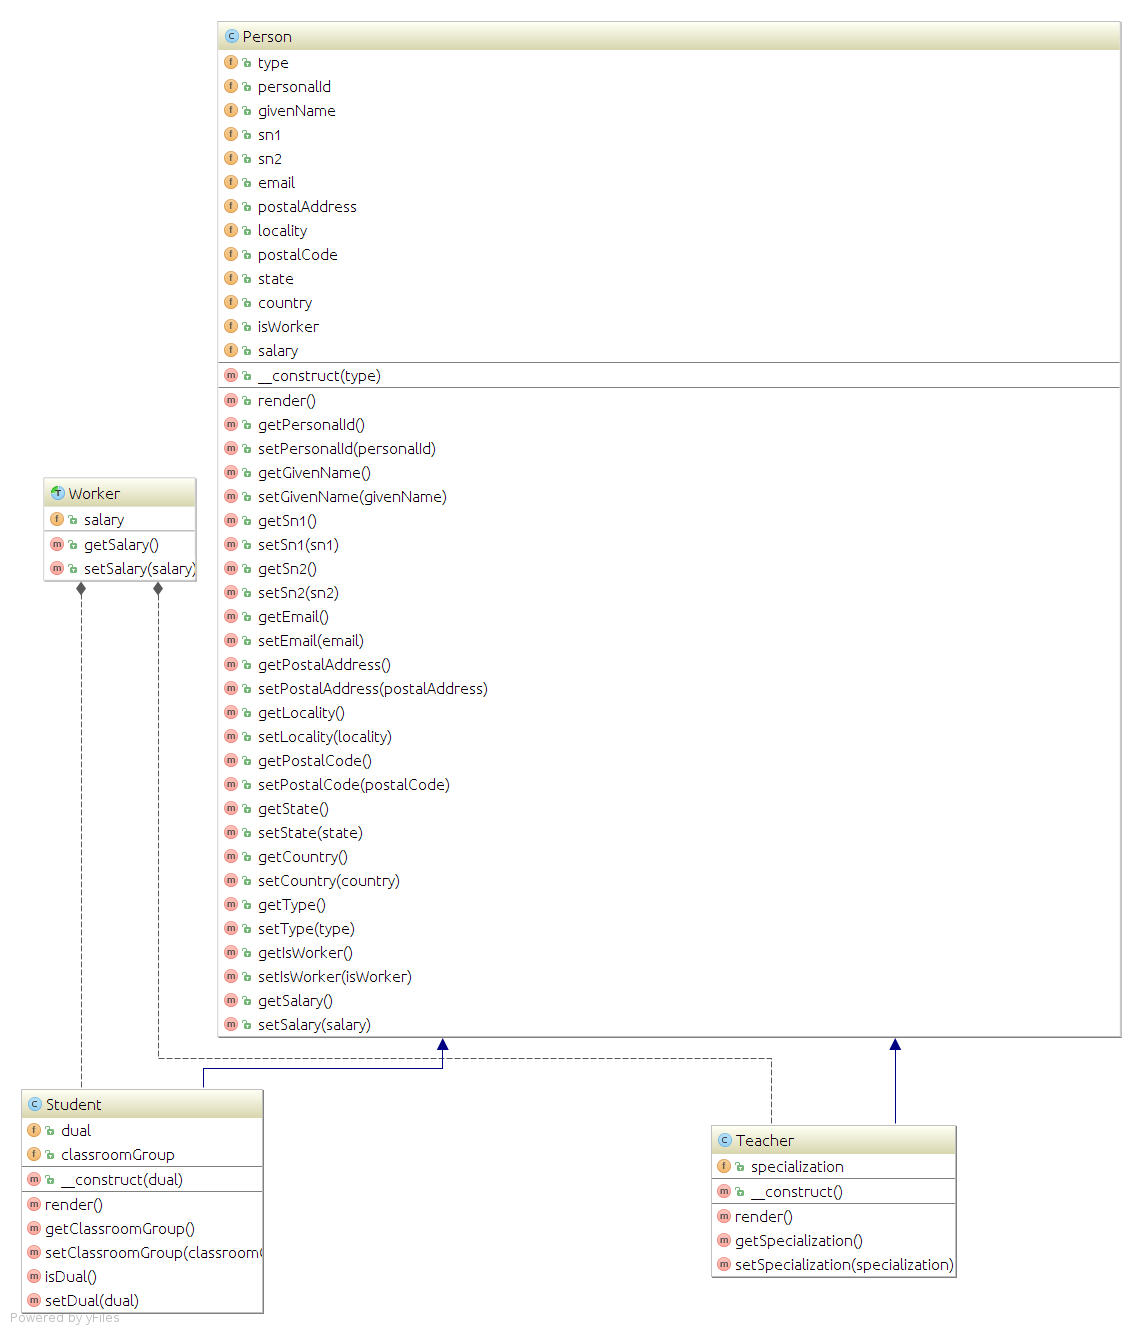 Person
type
personalId
givenName
sn1
sn2
email
postalAddress
locality
postalCode
state
country
isWorker
salary
__construct(type)
render()
getPersonalId()
setPersonalId(personalId)
getGivenName()
setGivenName(givenName)
getSn1()
setSn1(sn1)
getSn2()
setSn2(sn2)
getEmail()
setEmail(email)
getPostalAddress()
setPostalAddress(postalAddress)
getLocality()
setLocality(locality)
getPostalCode()
setPostalCode(postalCode)
getState()
setState(state)
getCountry()
setCountry(country)
getType()
setType(type)
getIsWorker()
setIsWorker(isWorker)
getSalary()
setSalary(salary)
Worker
salary
getSalary()
setSalary(salary)
Student
dual
classroomGroup
__construct(dual)
render()
getClassroomGroup()
setClassroomGroup(classroomG
isDual()
setDual(dual)
Teacher
specialization
__construct()
render()
getSpecialization()
setSpecialization(specialization)
Powered by yFiles